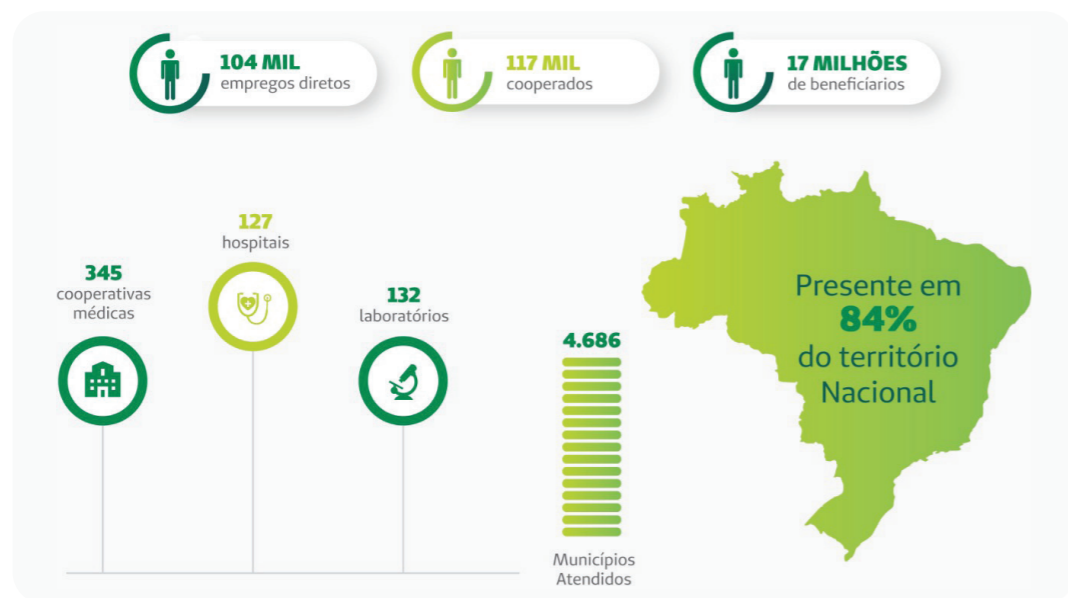 104 MIL
empregos diretos
117 MIL
cooperados
17 MILHÕES
de beneficíarios
127
hospitais
345
cooperativas
médicas
132
laboratórios
4.686
Municípios
Atendidos
Presente em
84%
do território
Nacional